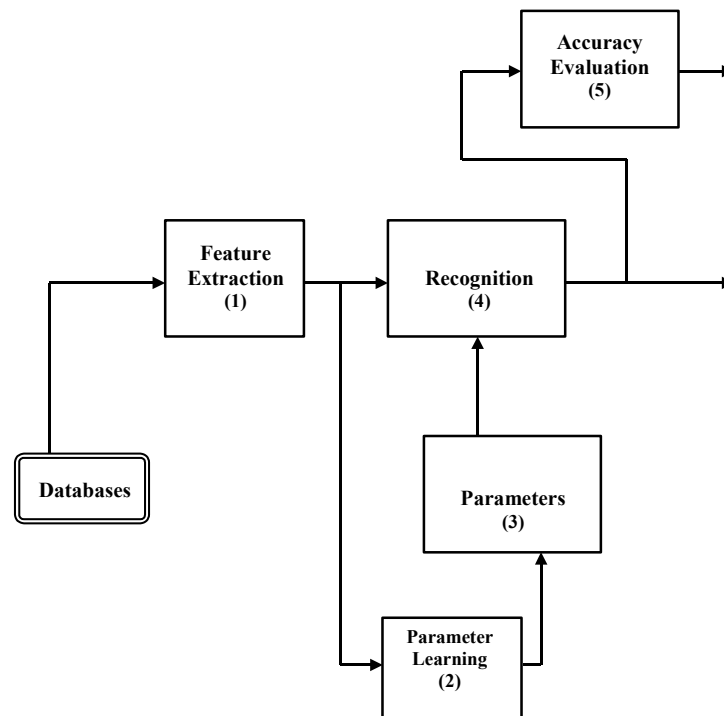 Accuracy
Evaluation
(5)
Feature
Extraction
(1)
Recognition
(4)
Databases
Parameters
(3)
Parameter
Learning
(2)